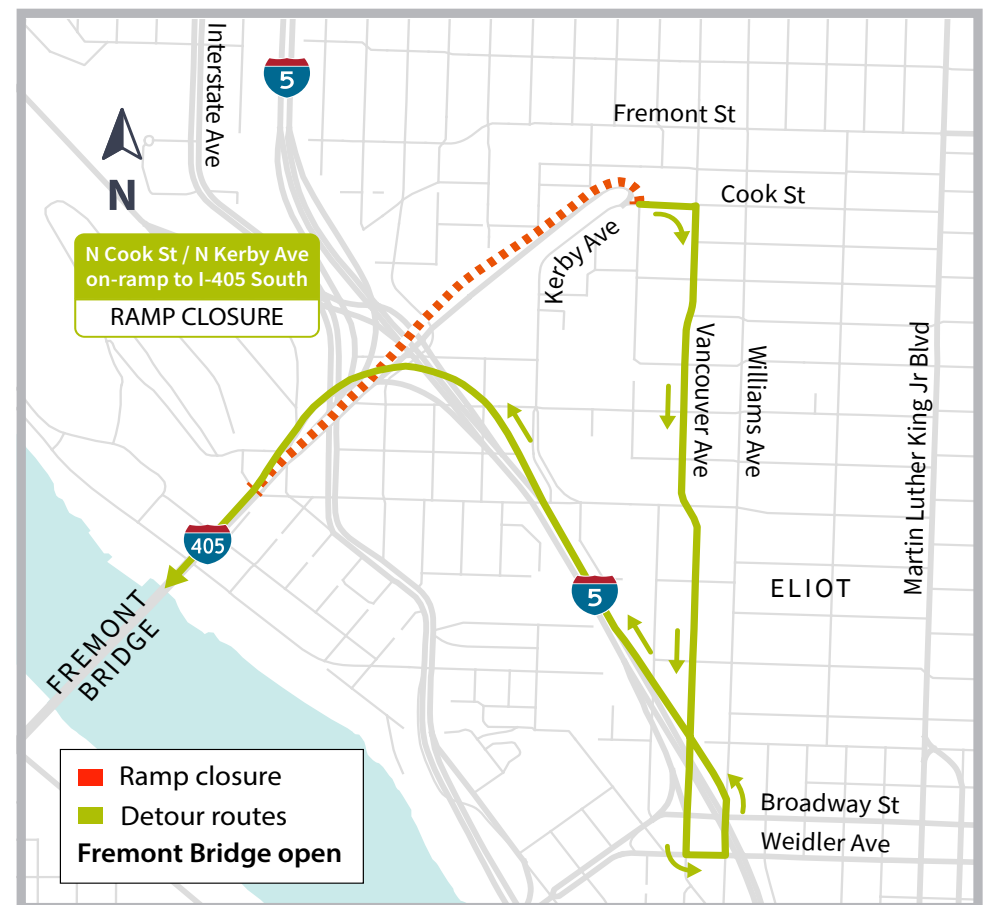 Interstate Ave
5
Fremont St
N
Cook St
N Cook St / N Kerby Ave
on-ramp to I-405 South
RAMP CLOSURE
Kerby Ave
Vancouver Ave
Williams Ave
Martin Luther King Jr Blvd
405
5
ELIOT
FREMONT
BRIDGE
Ramp closure
Detour routes
Fremont Bridge open
Broadway St
Weidler Ave